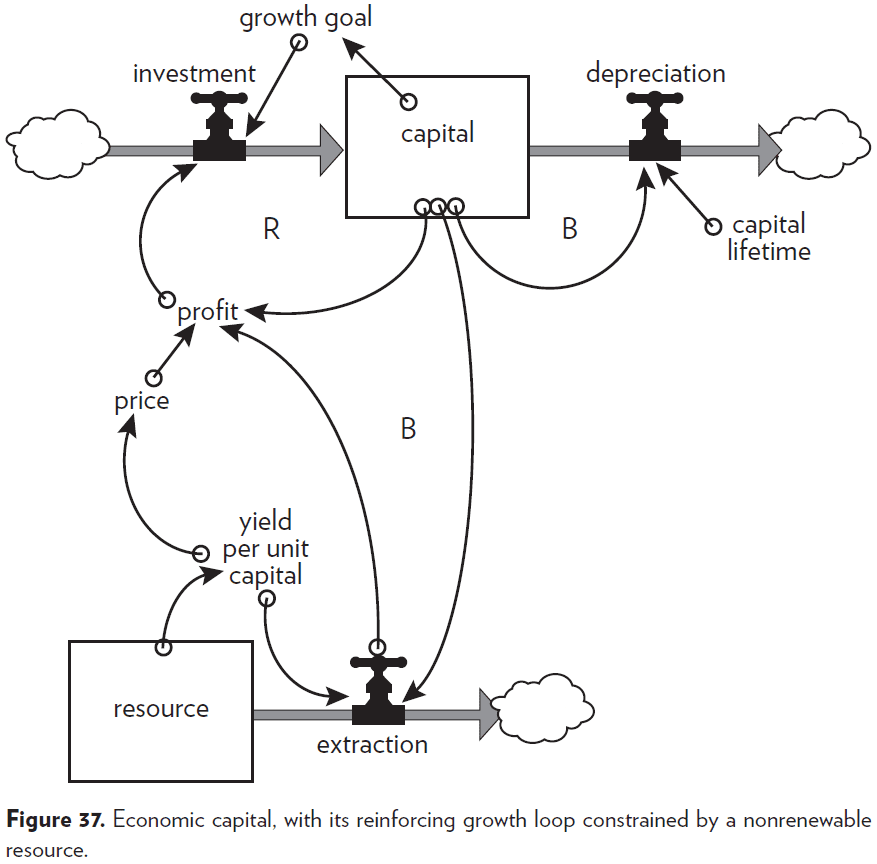 growth goal
investment
depreciation
capital
R
B
capital
lifetime
profit
price
B
yield
per unit
capital
resource
extraction
Figure 37. Economic capital, with its reinforcing growth loop constrained by a nonrenewable
resource.